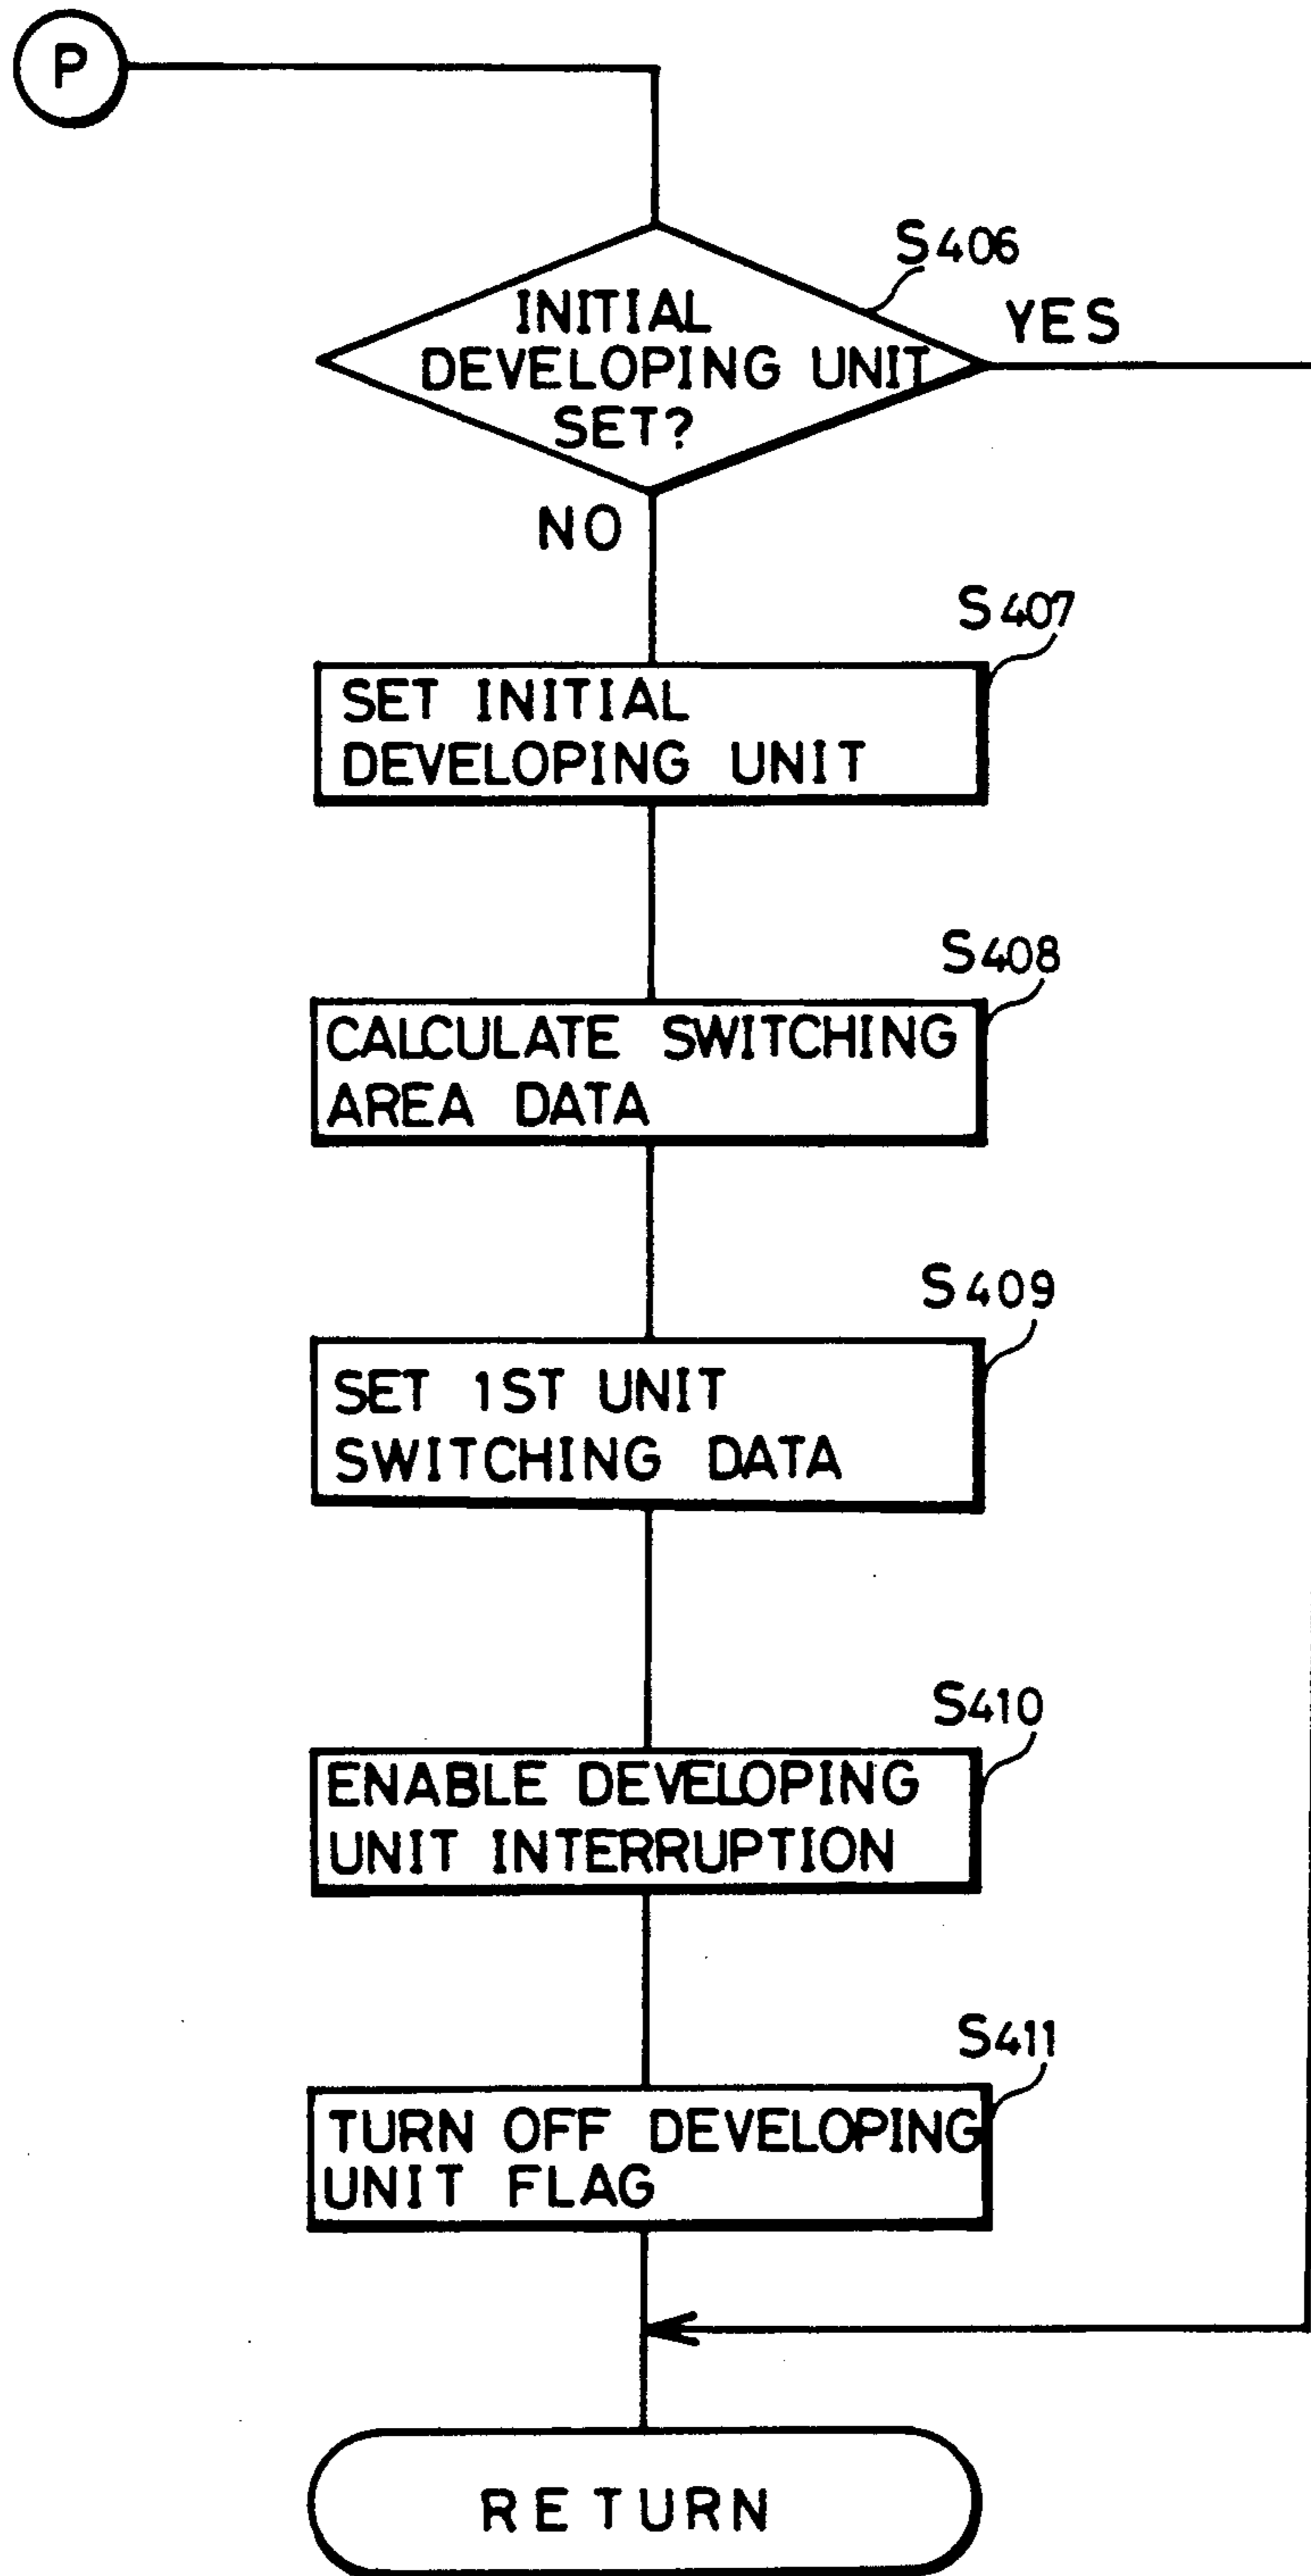 P
S406
INITIAL
DEVELOPING UNIT
SET?
YES
NO
S407
SET INITIAL
DEVELOPING UNIT
S408
CALCULATE SWITCHING
AREA DATA
S409
SET 1ST UNIT
SWITCHING DATA
S410
ENABLE DEVELOPING
UNIT INTERRUPTION
S411
TURN OFF DEVELOPING
UNIT FLAG
RETURN